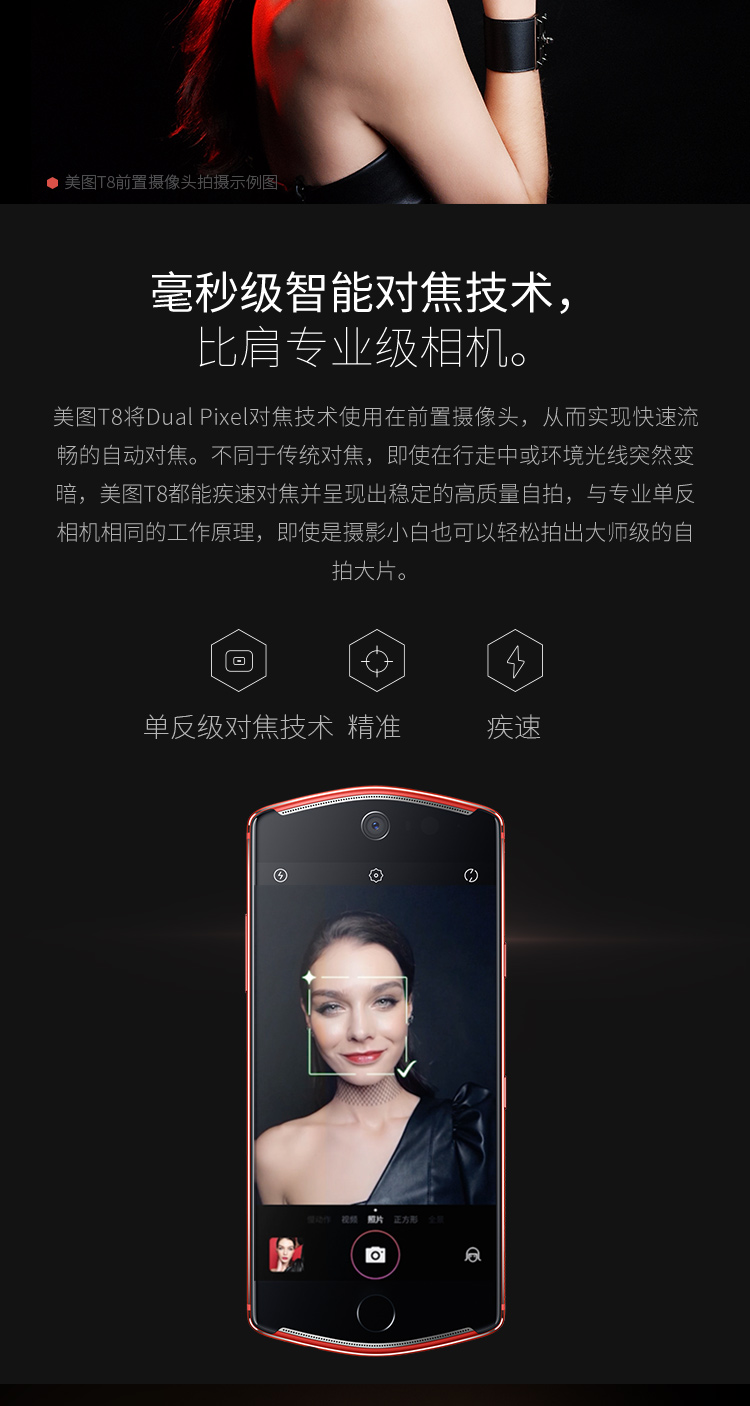 美图T8前置摄像头拍摄示例图
毫秒级智能对焦技术，
比肩专业级相机。
美图T8将Dual Pixel对焦技术使用在前置摄像头，从而实现快速流
畅的自动对焦。不同于传统对焦，即使在行走中或环境光线突然变
暗，美图T8都能疾速对焦并呈现出稳定的高质量自拍，与专业单反
相机相同的工作原理，即使是摄影小白也可以轻松拍出大师级的自
拍大片。
单反级对焦技术 精准 疾速
慢动作 视频 照片 正方形 全景